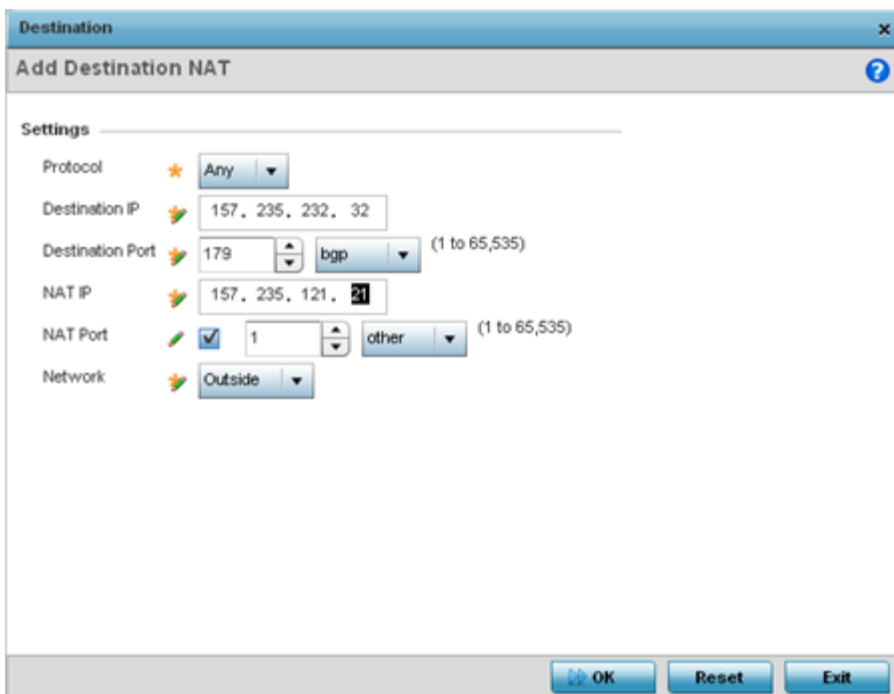 Destination
Add Destination NAT
Settings
Protocol Any
Destination IP 157. 235. 232. 32
Destination Port 179 bgp (1 to 65,535)
NAT IP 157. 235. 121. 21
NAT Port 1 other (1 to 65,535)
Network Outside
OK Reset Exit